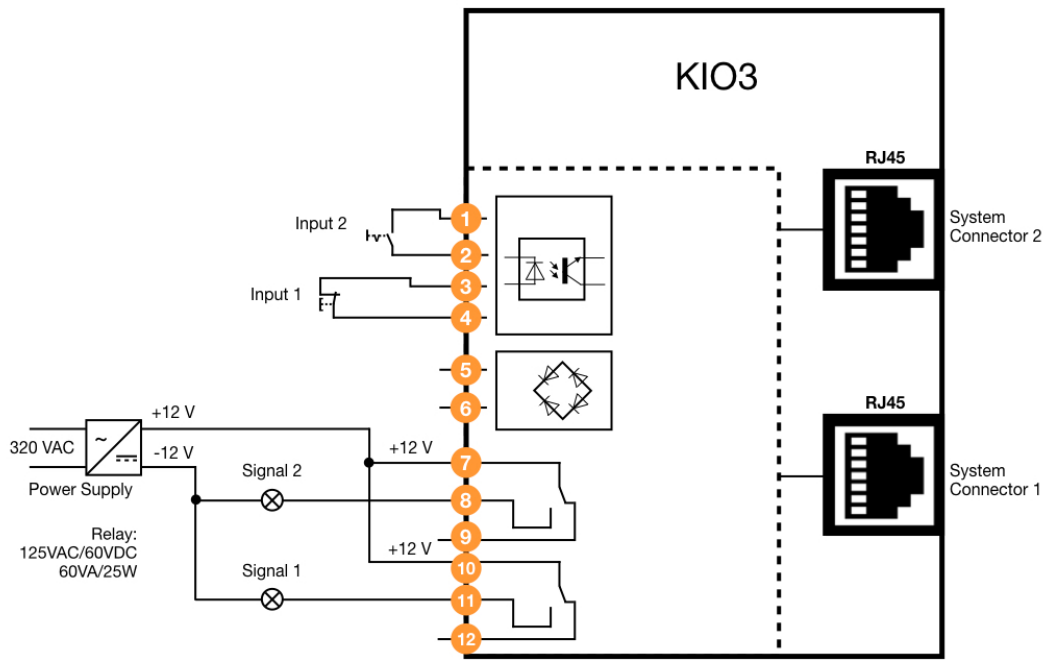 KIO3
RJ45
System
Connector 2
Input 2
1
2
Input 1
3
4
5
6
RJ45
System
Connector 1
+12 V
320 VAC
~
-12 V
Power Supply
+12 V
7
Signal 2
8
9
Relay:
125VAC/60VDC
60VA/25W
+12 V
10
Signal 1
11
12